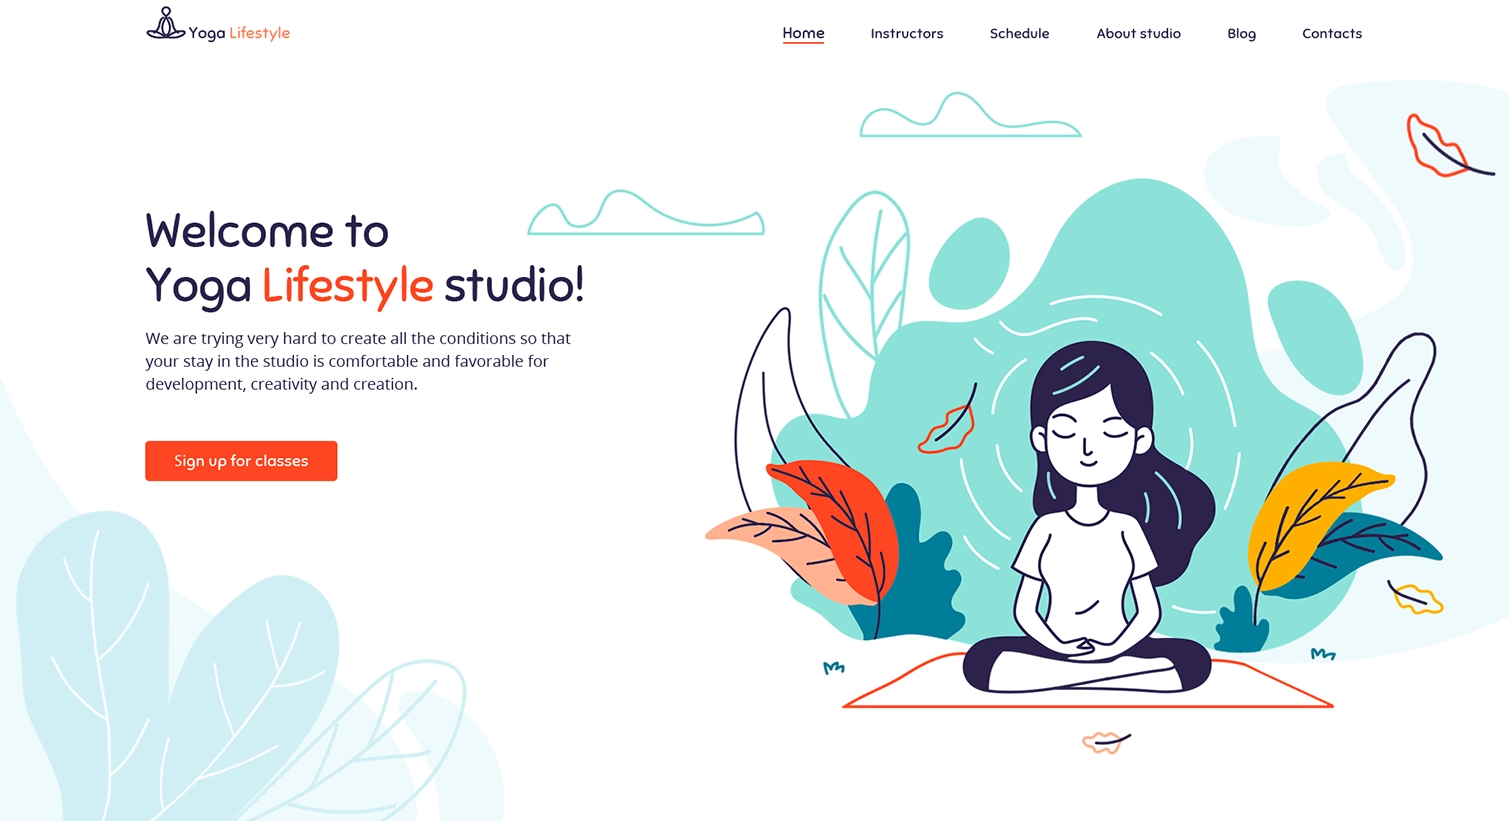 Yoga Lifestyle
Home Instructors Schedule About studio Blog Contacts
Welcome to
Yoga Lifestyle studio!
We are trying very hard to create all the conditions so that
your stay in the studio is comfortable and favorable for
development, creativity and creation.
Sign up for classes